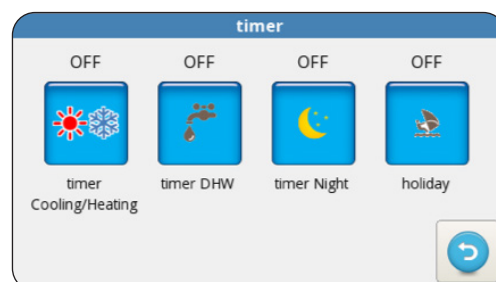 timer
OFF OFF OFF OFF
timer Cooling/Heating
timer DHW
timer Night
holiday